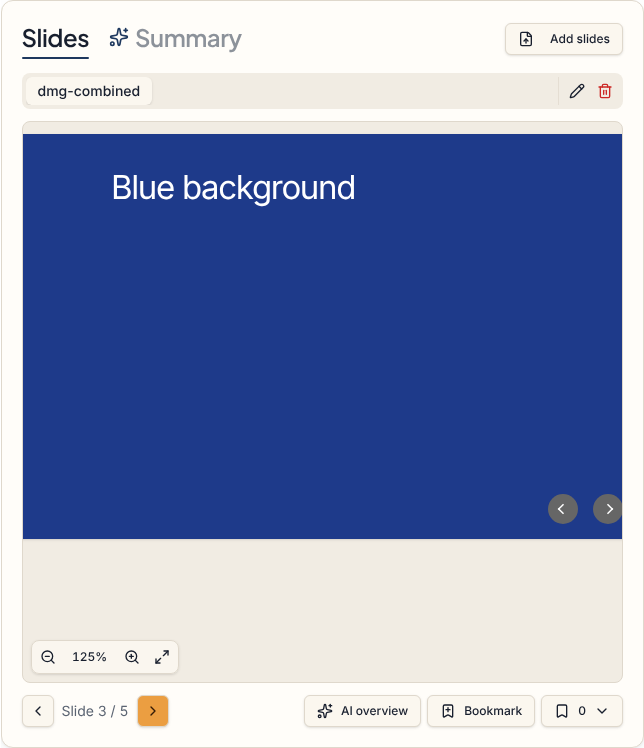 Slides Summary Add slides
dmg-combined
Blue background
125%
Slide 3 / 5 AI overview Bookmark 0